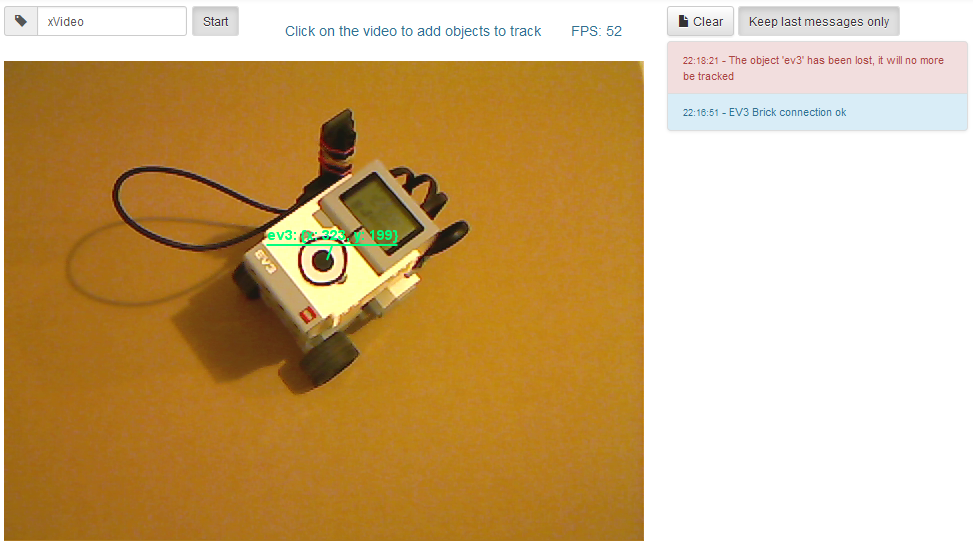 xVideo
Start
Click on the video to add objects to track
FPS: 52
Clear
Keep last messages only
22:18:21 - The object 'ev3' has been lost, it will no more
be tracked
22:16:51 - EV3 Brick connection ok
ev3: [x: 323, y: 199]
EV3